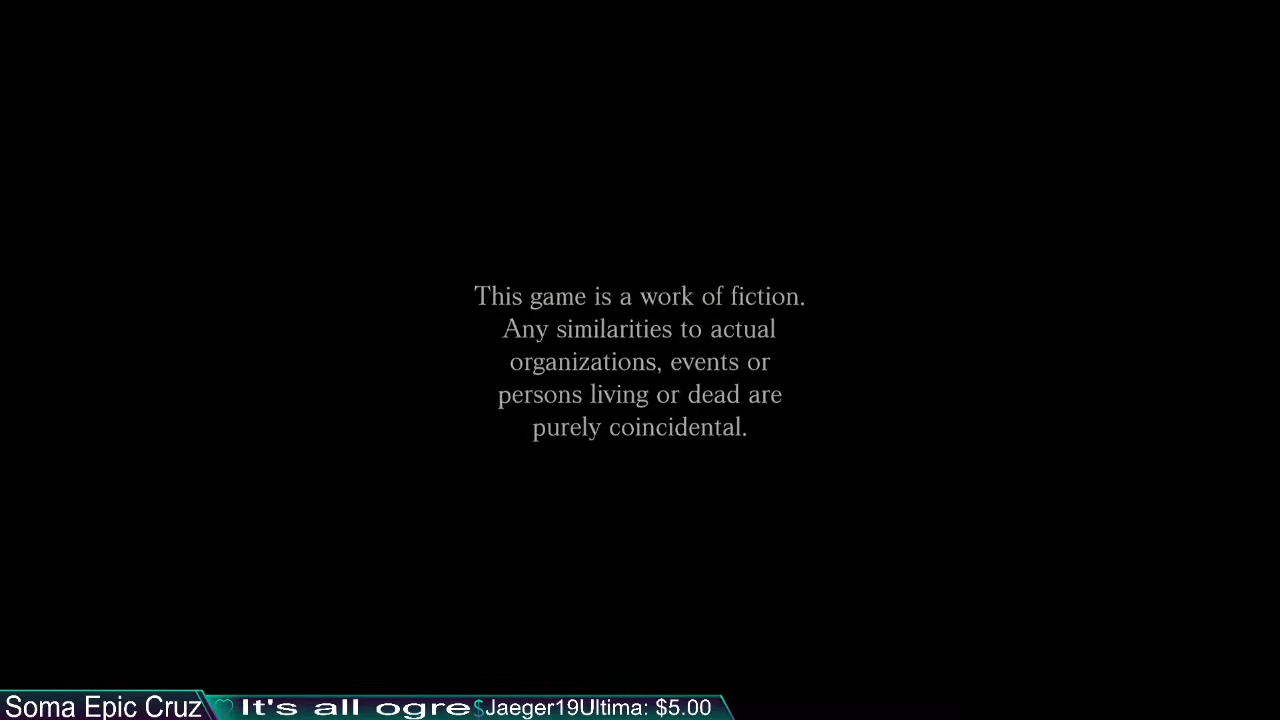 This game is a work of fiction.
Any similarities to actual
organizations, events or
persons living or dead are
purely coincidental.
Soma Epic Cruz
It's all ogre
$Jaeger19Ultima: $5.00